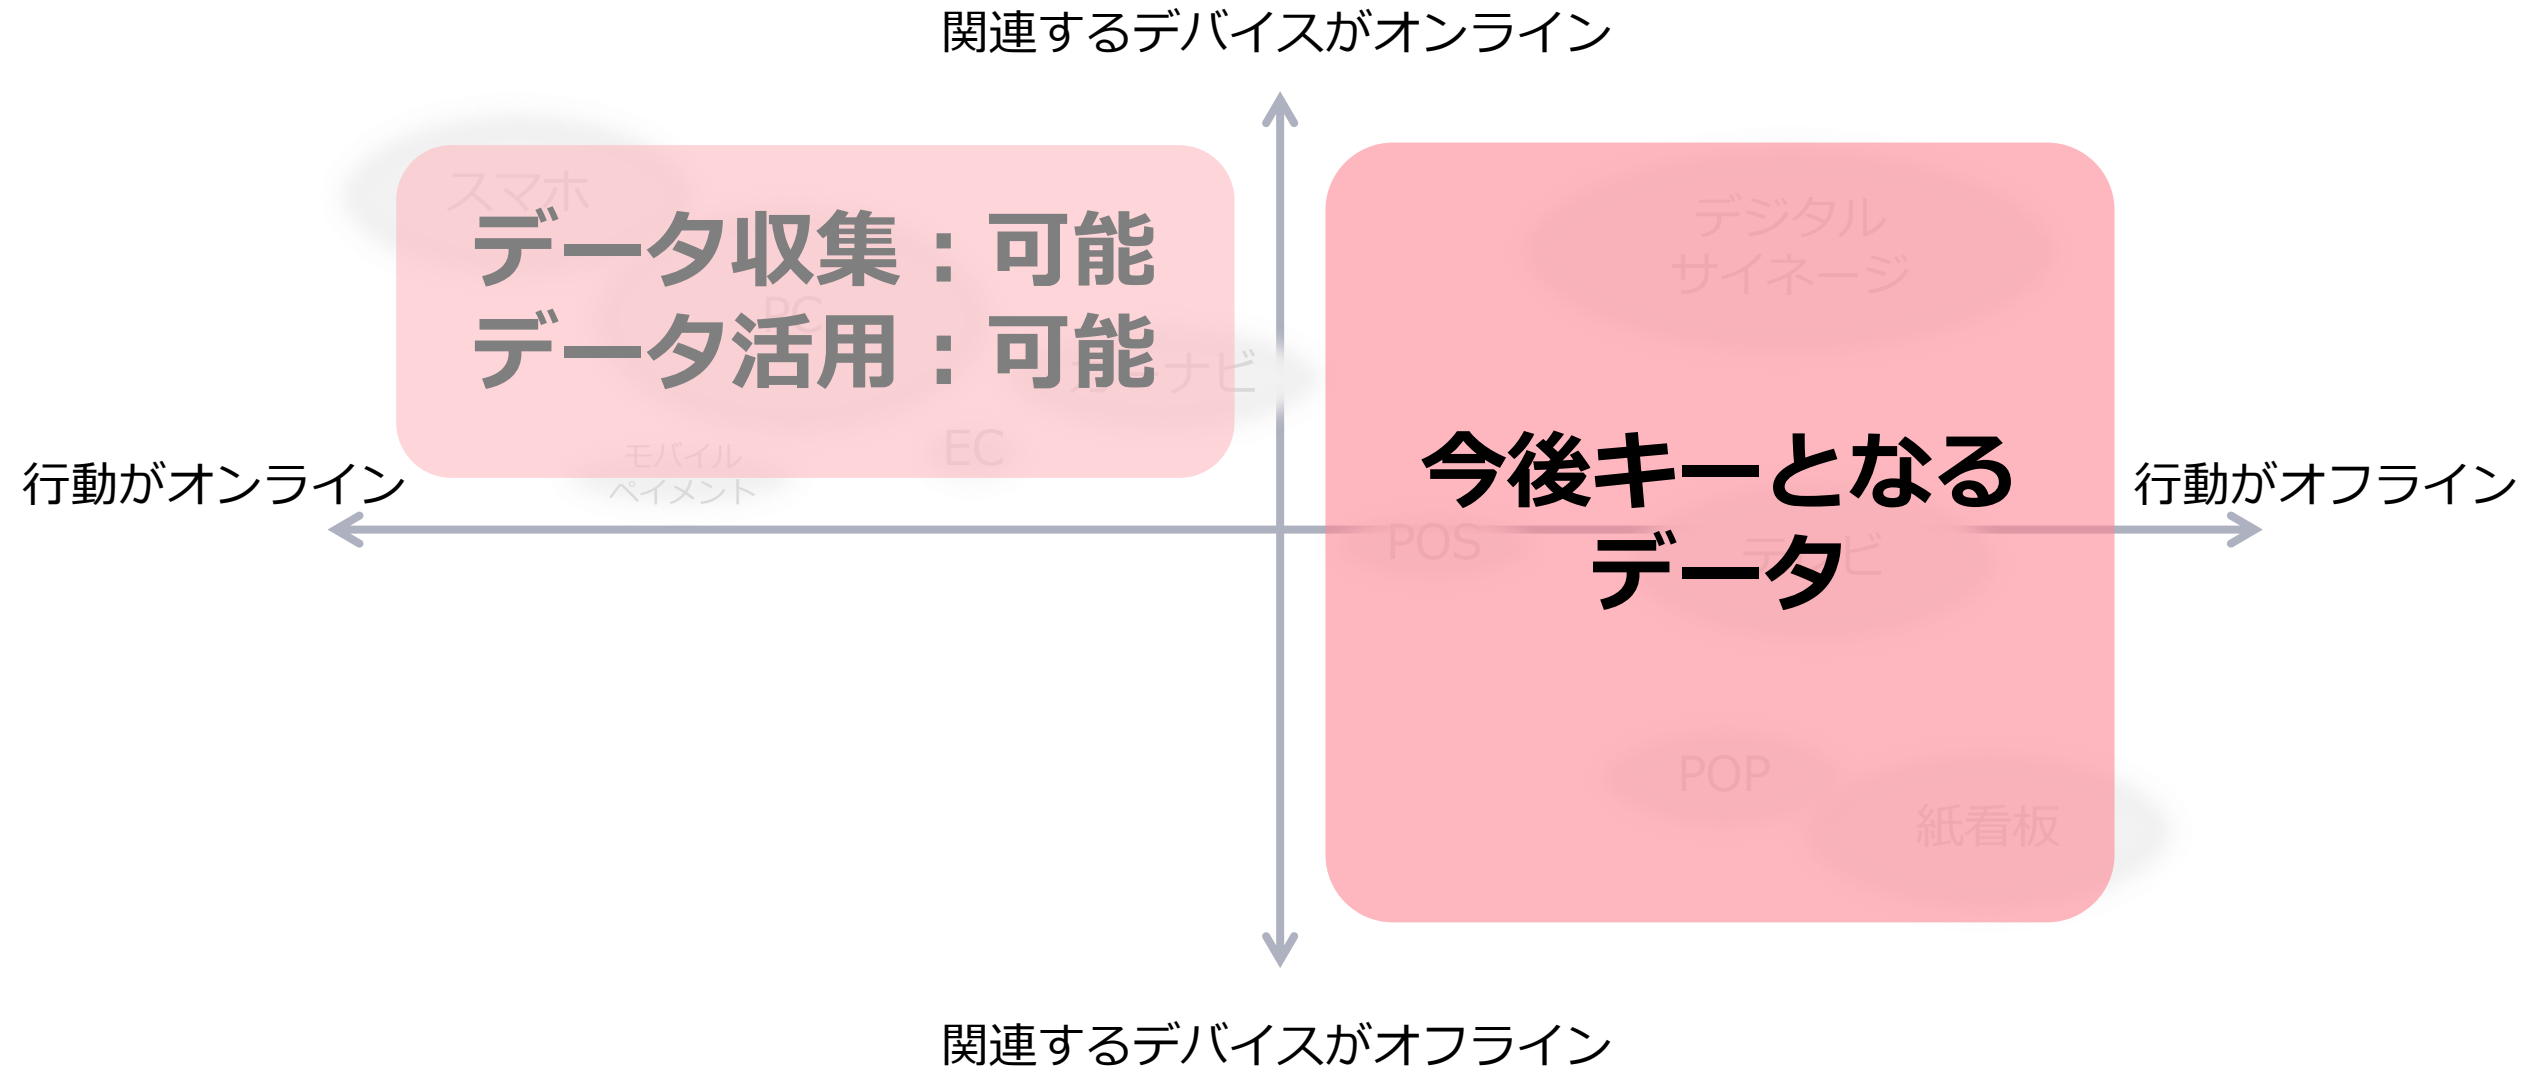 関連するデバイスがオンライン
スマホ
データ収集：可能
PC
データ活用：可能
モバイル
ペイメント
EC
デジタル
サイネージ
行動がオンライン
今後キーとなる
データ
行動がオフライン
POS
POP
紙看板
関連するデバイスがオフライン